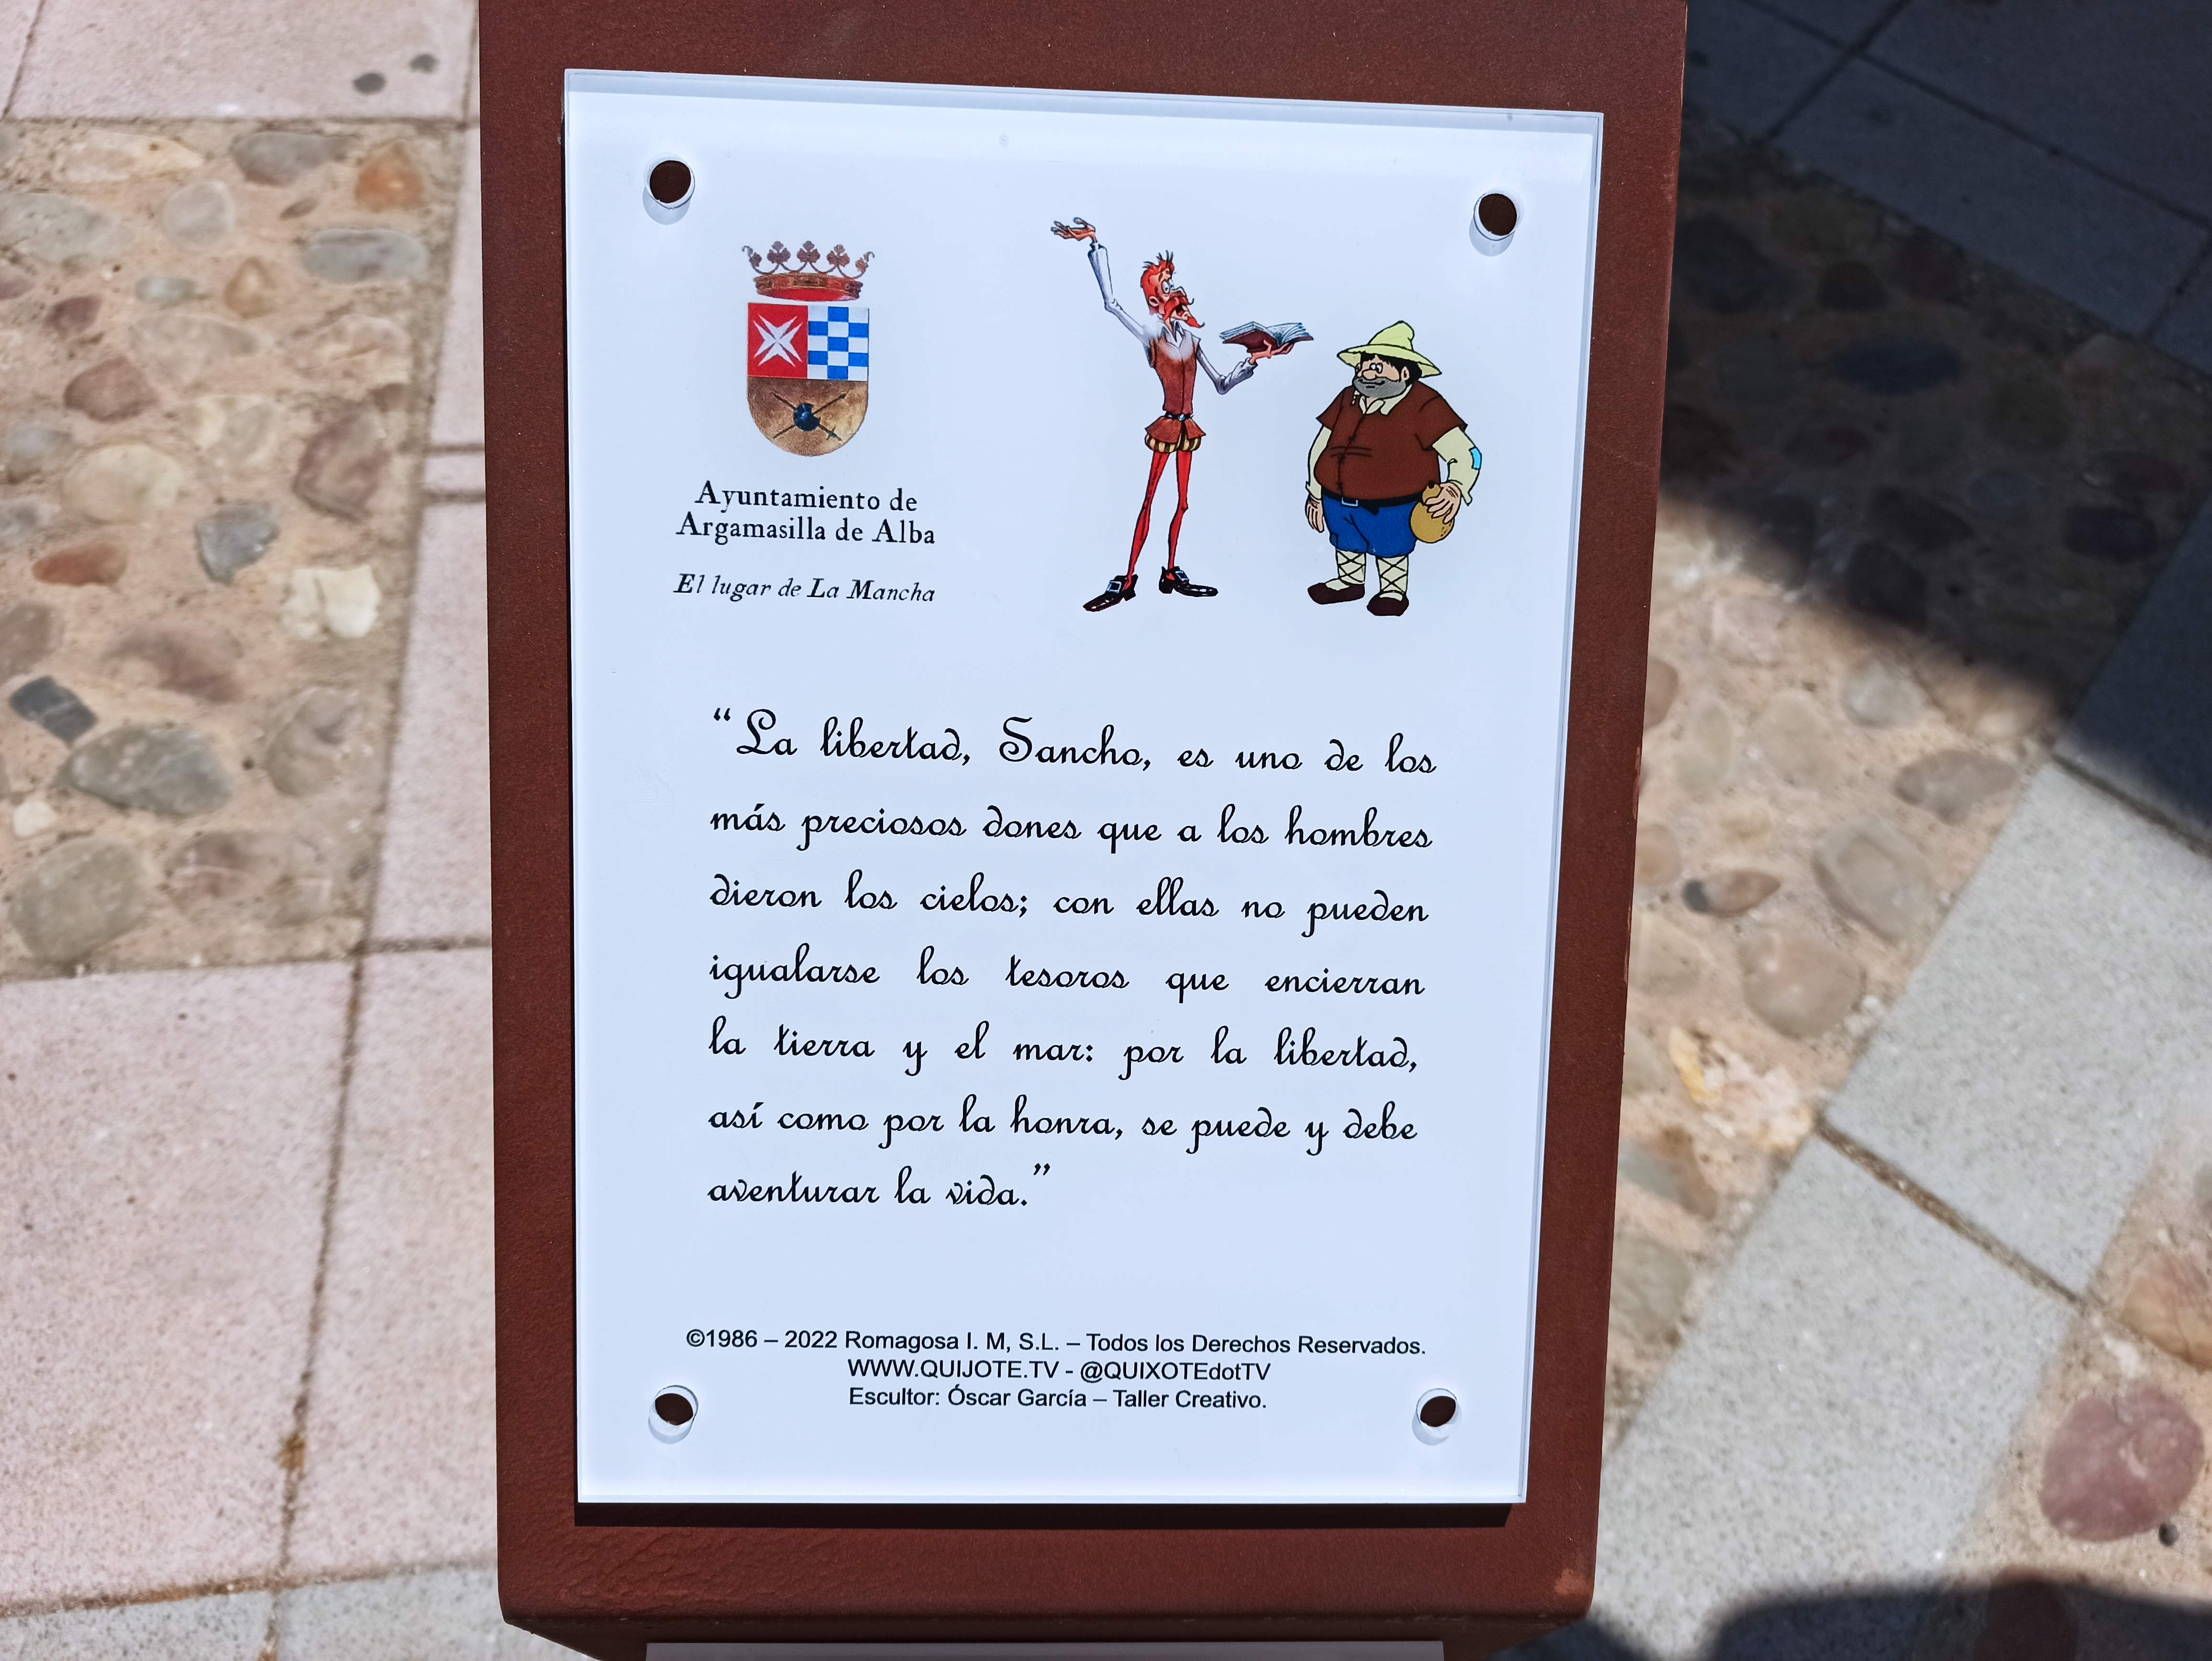 Ayuntamiento de
Argamasilla de Alba
El lugar de La Mancha
“La libertad, Sancho, es uno de los
más preciosos dones que a los hombres
dieron los cielos; con ellas no pueden
igualarse los tesoros que encierran
la tierra y el mar: por la libertad,
así como por la honra, se puede y debe
aventurar la vida.”
©1986 – 2022 Romagosa I. M, S.L. – Todos los Derechos Reservados.
WWW.QUIJOTE.TV - @QUIXOTEdotTV
Escultor: Óscar García – Taller Creativo.